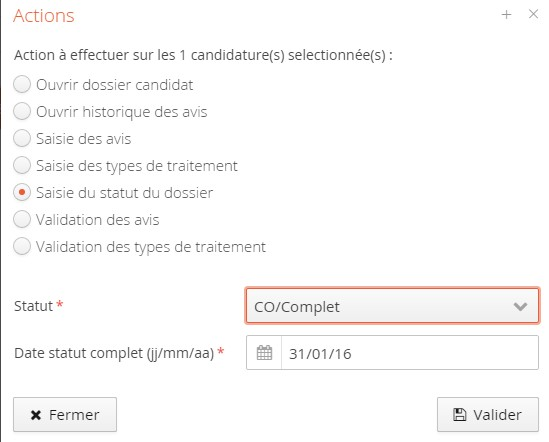 Actions
Action à effectuer sur les 1 candidature(s) selectionnée(s) :
Ouvrir dossier candidat
Ouvrir historique des avis
Saisie des avis
Saisie des types de traitement
Saisie du statut du dossier
Validation des avis
Validation des types de traitement
Statut *
CO/Complet
Date statut complet (jj/mm/aa) *
31/01/16
Fermer
Valider